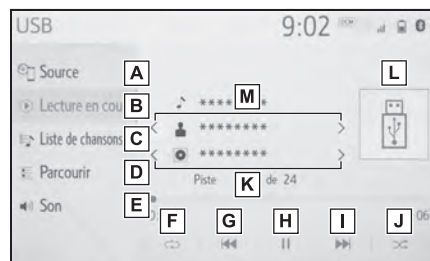 USB 9:02
Source A
Lecture en cou B
Liste de chansons C
Parcourir D
Son E
M L
********
********
********
Piste K de 24
F G H I J